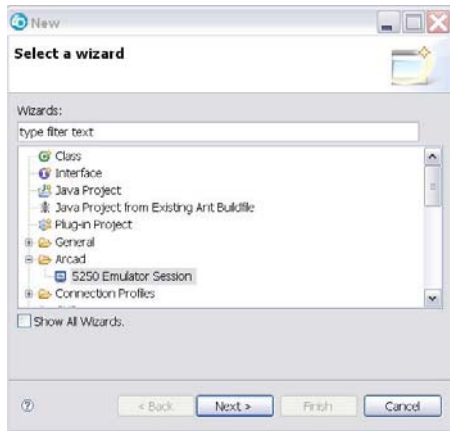 New
Select a wizard
Wizards:
type filter text
Class
Interface
Java Project
Java Project from Existing Ant Buildfile
Plug-in Project
General
Arcad
5250 Emulator Session
Connection Profiles
Show All Wizards.
< Back Next > Finish Cancel